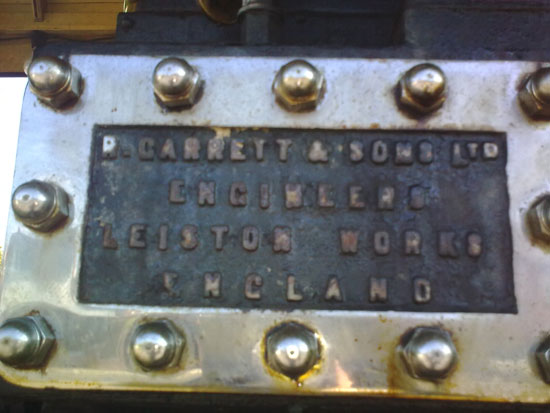 R. GARRETT & SONS LTD
ENGINEERS
LEISTON WORKS
ENGLAND